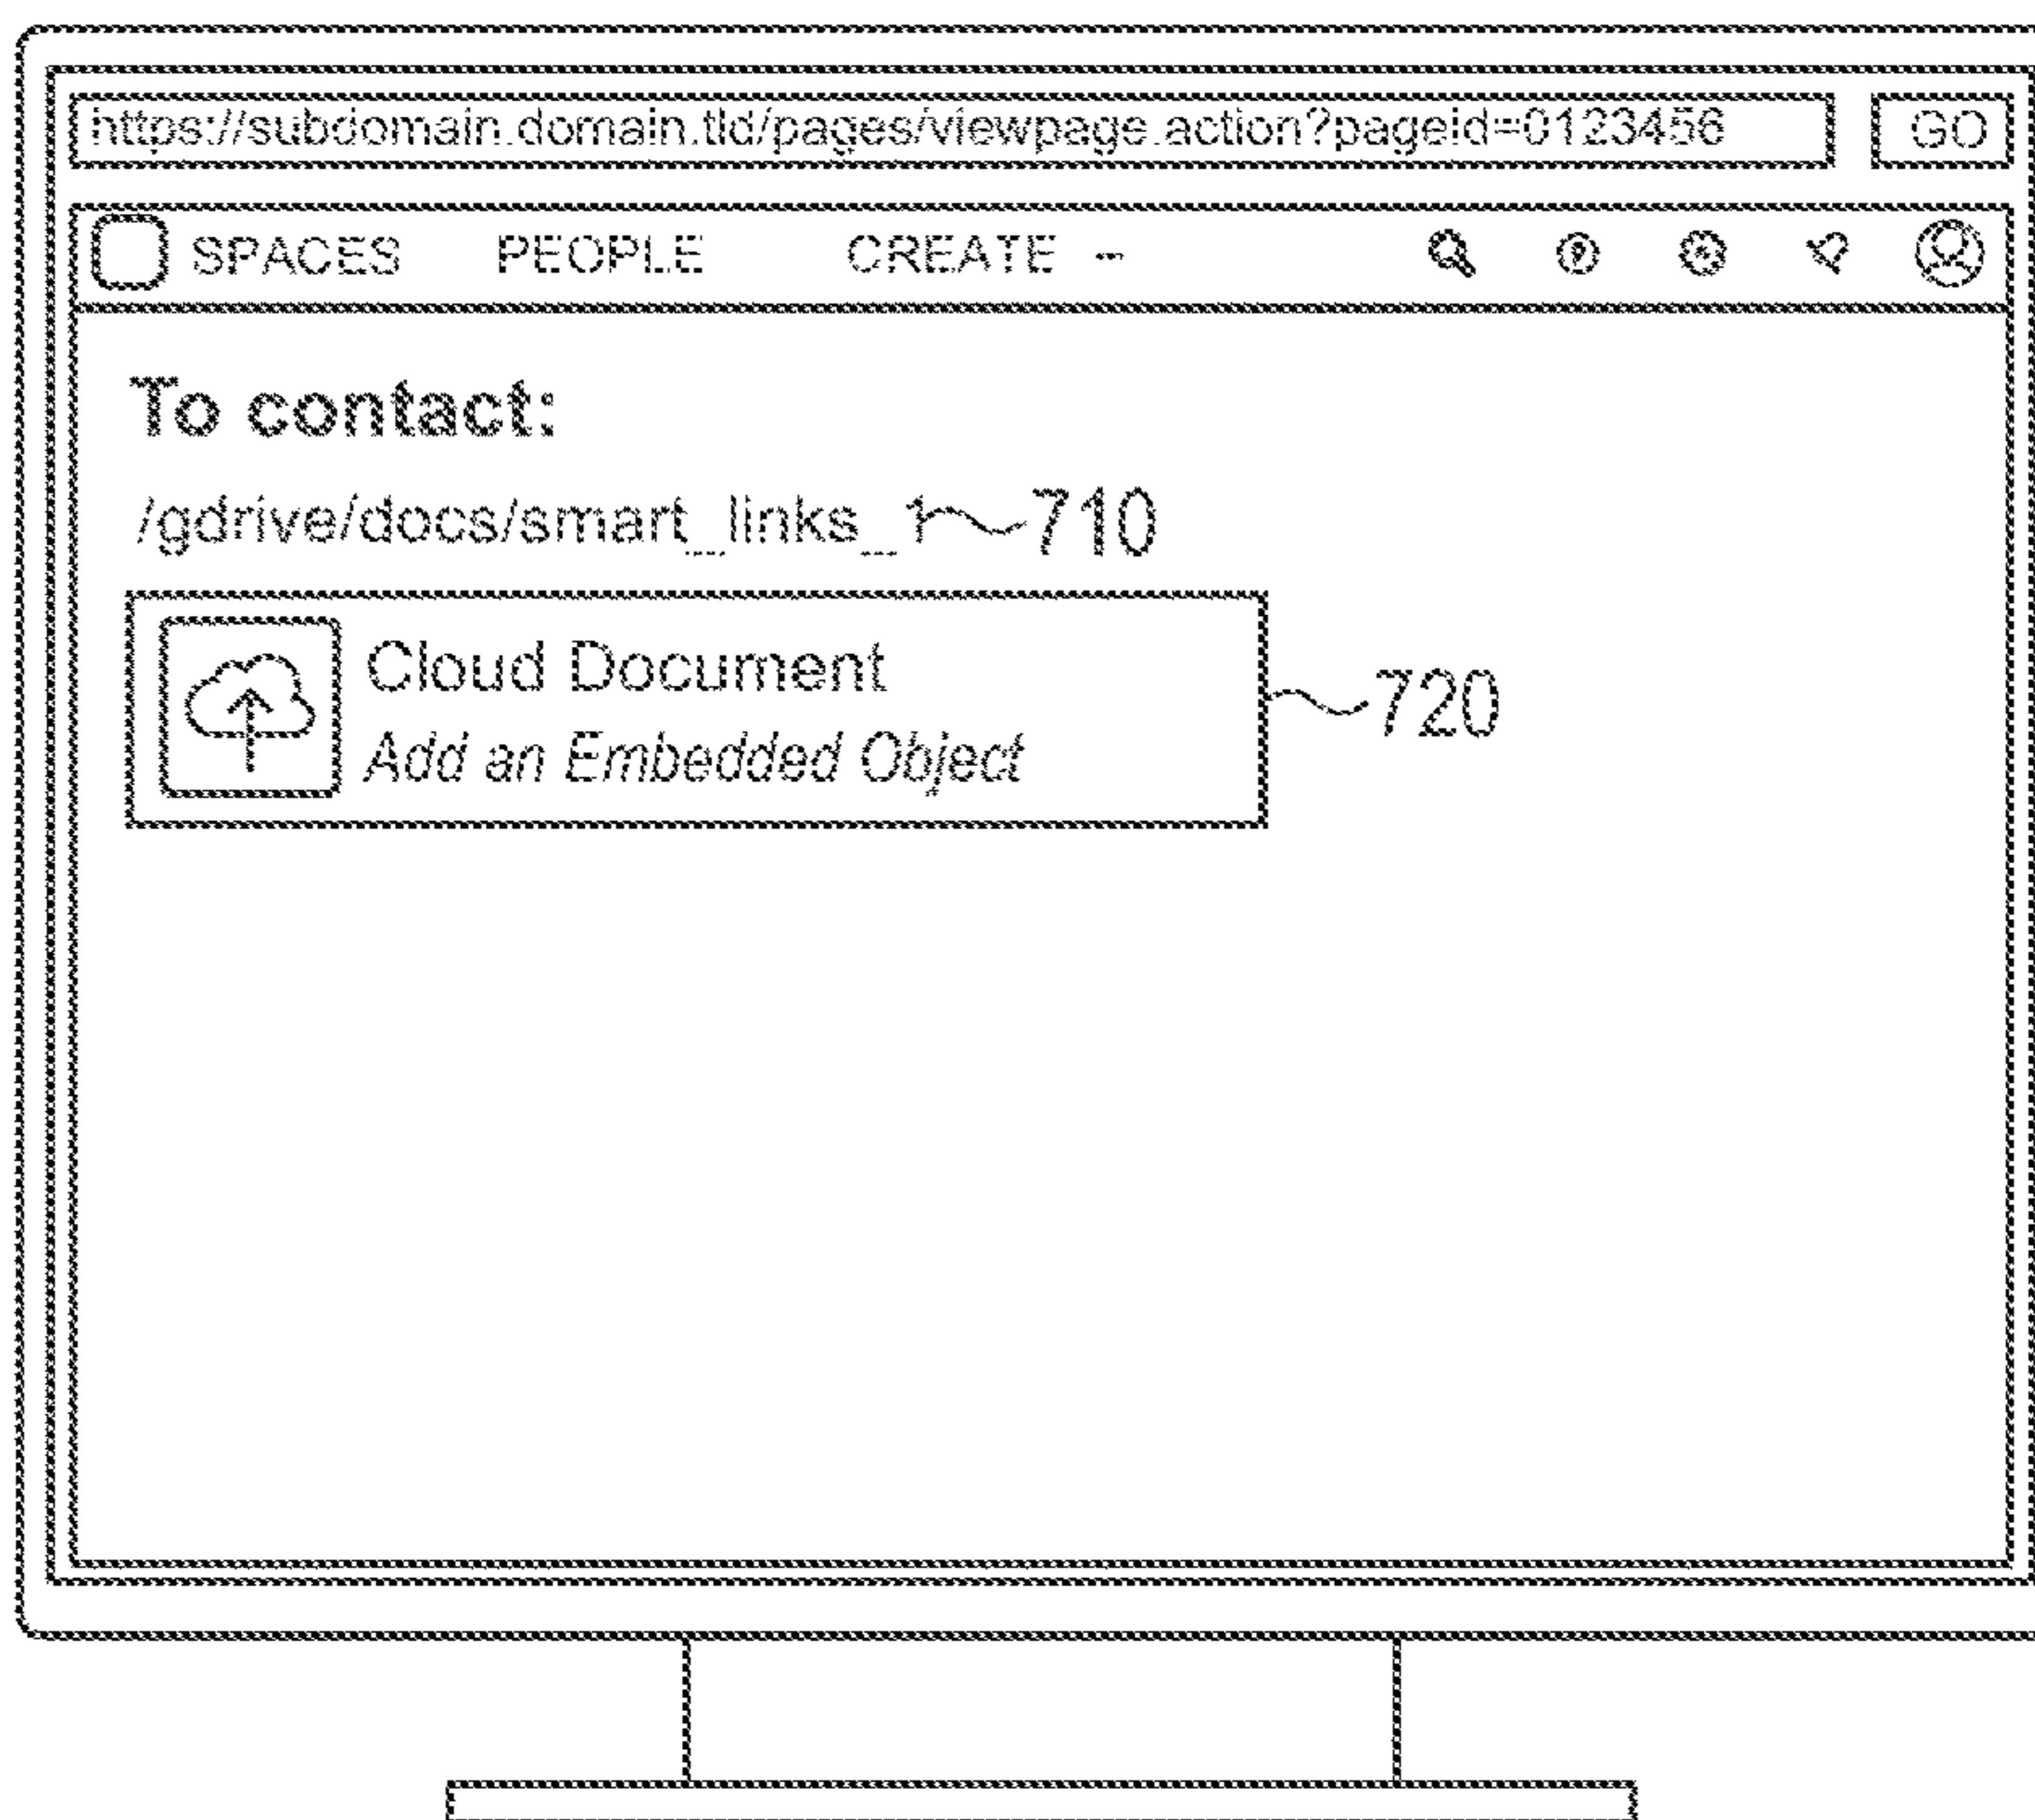 https://subdomain.domain.tld/pages/viewpage.action?pageid=0123456 GO
SPACES PEOPLE CREATE --
To contact:
/gdrive/docs/smart_links_1 710
Cloud Document
Add an Embedded Object
720